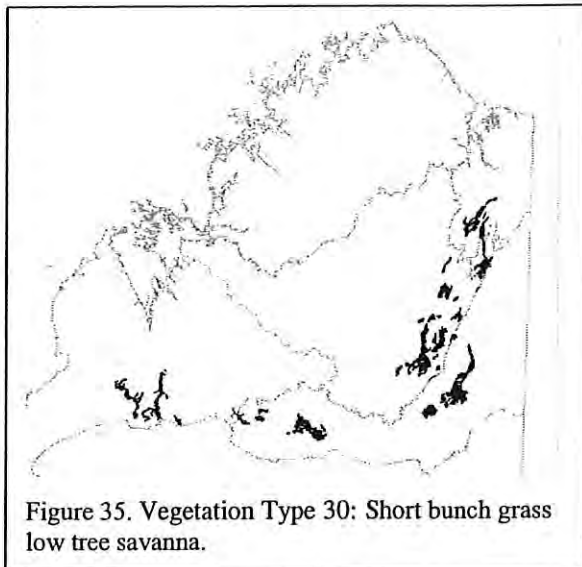 Figure 35. Vegetation Type 30: Short bunch grass
low tree savanna.